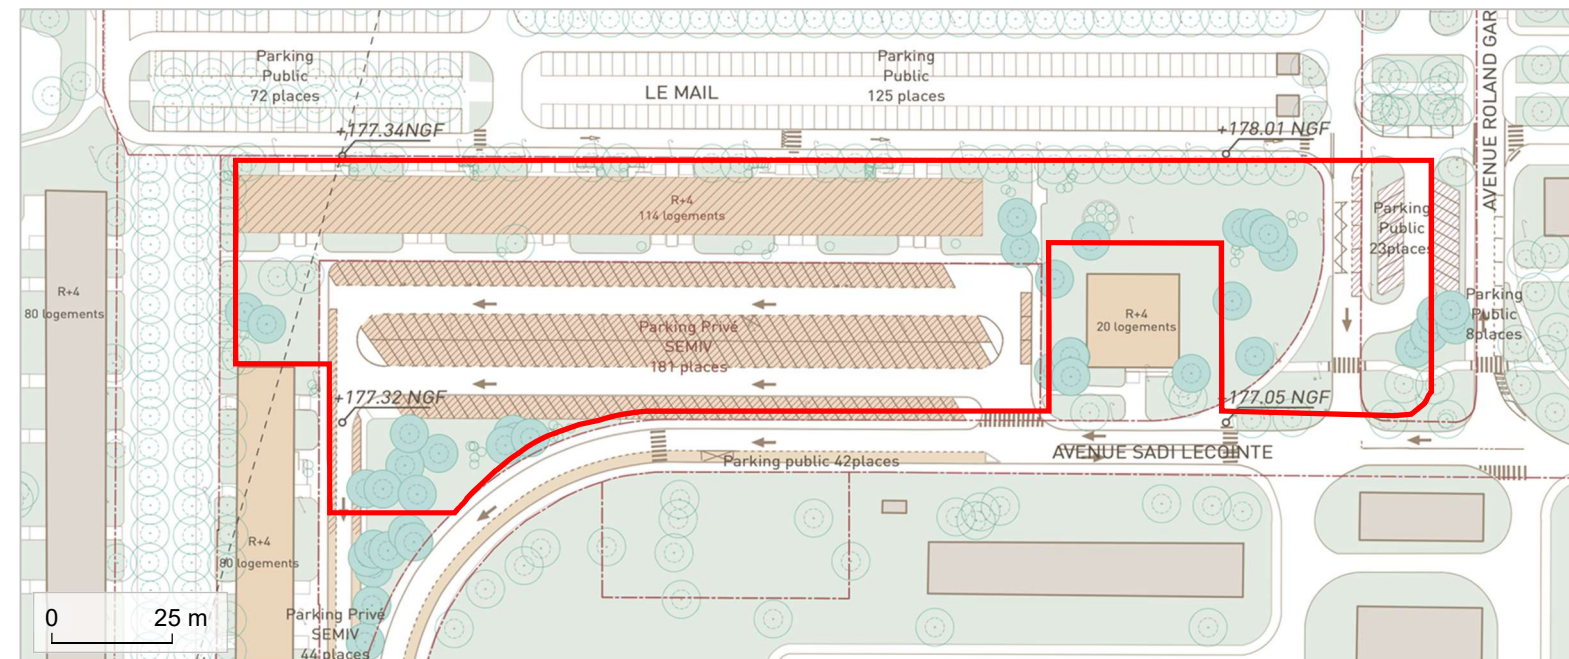 Parking
Public
72 places
Parking
Public
125 places
LE MAIL
AVENUE ROLAND GAR
+177.34NGF
+178.01 NGF
R+4
114 logements
Parking
Public
23places
R+4
80 logements
Parking Privé
SEMIV
181 places
R+4
20 logements
Parking
Public
8places
+177.32 NGF
+177.05 NGF
AVENUE SADI LECOINTE
Parking public 42places
R+4
80 logements
Parking Privé
SEMIV
44 places
0 25 m